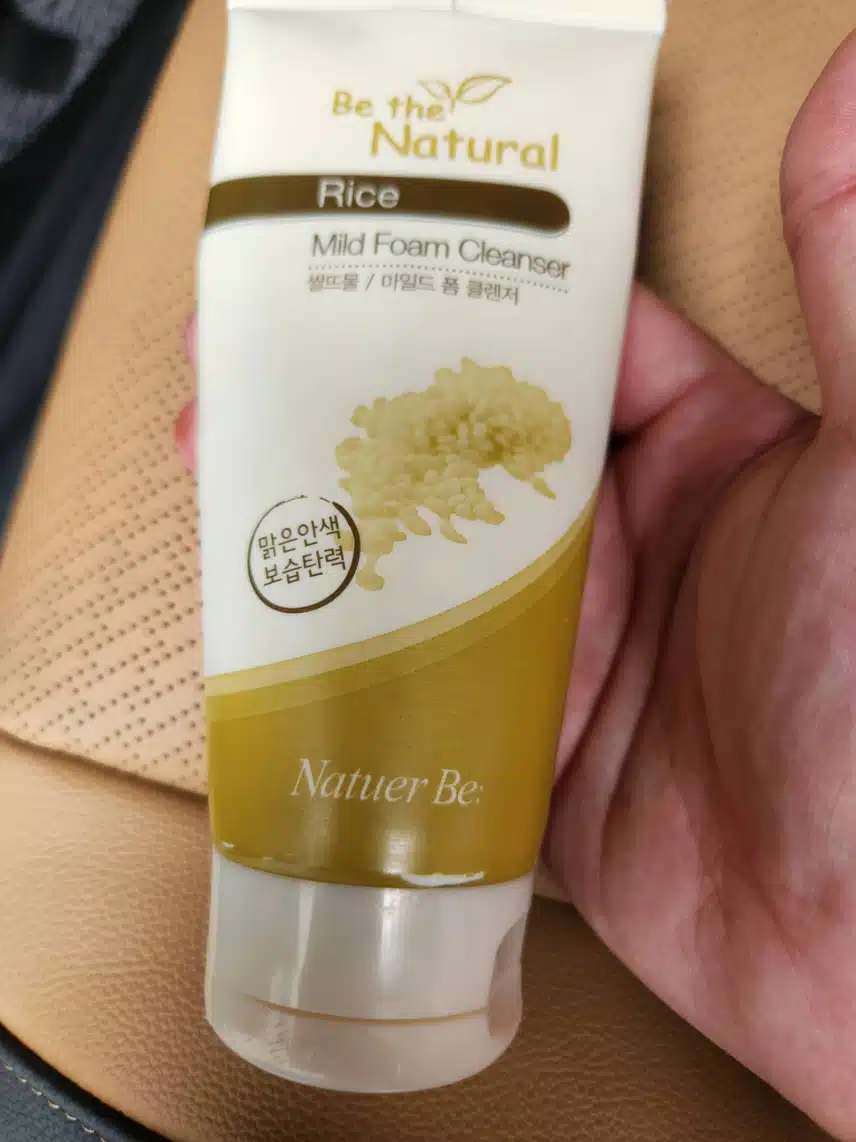 Be the
Natural
Rice
Mild Foam Cleanser
쌀뜨물 / 마일드 폼 클렌저
맑은안색
보습탄력
Natuer Be: